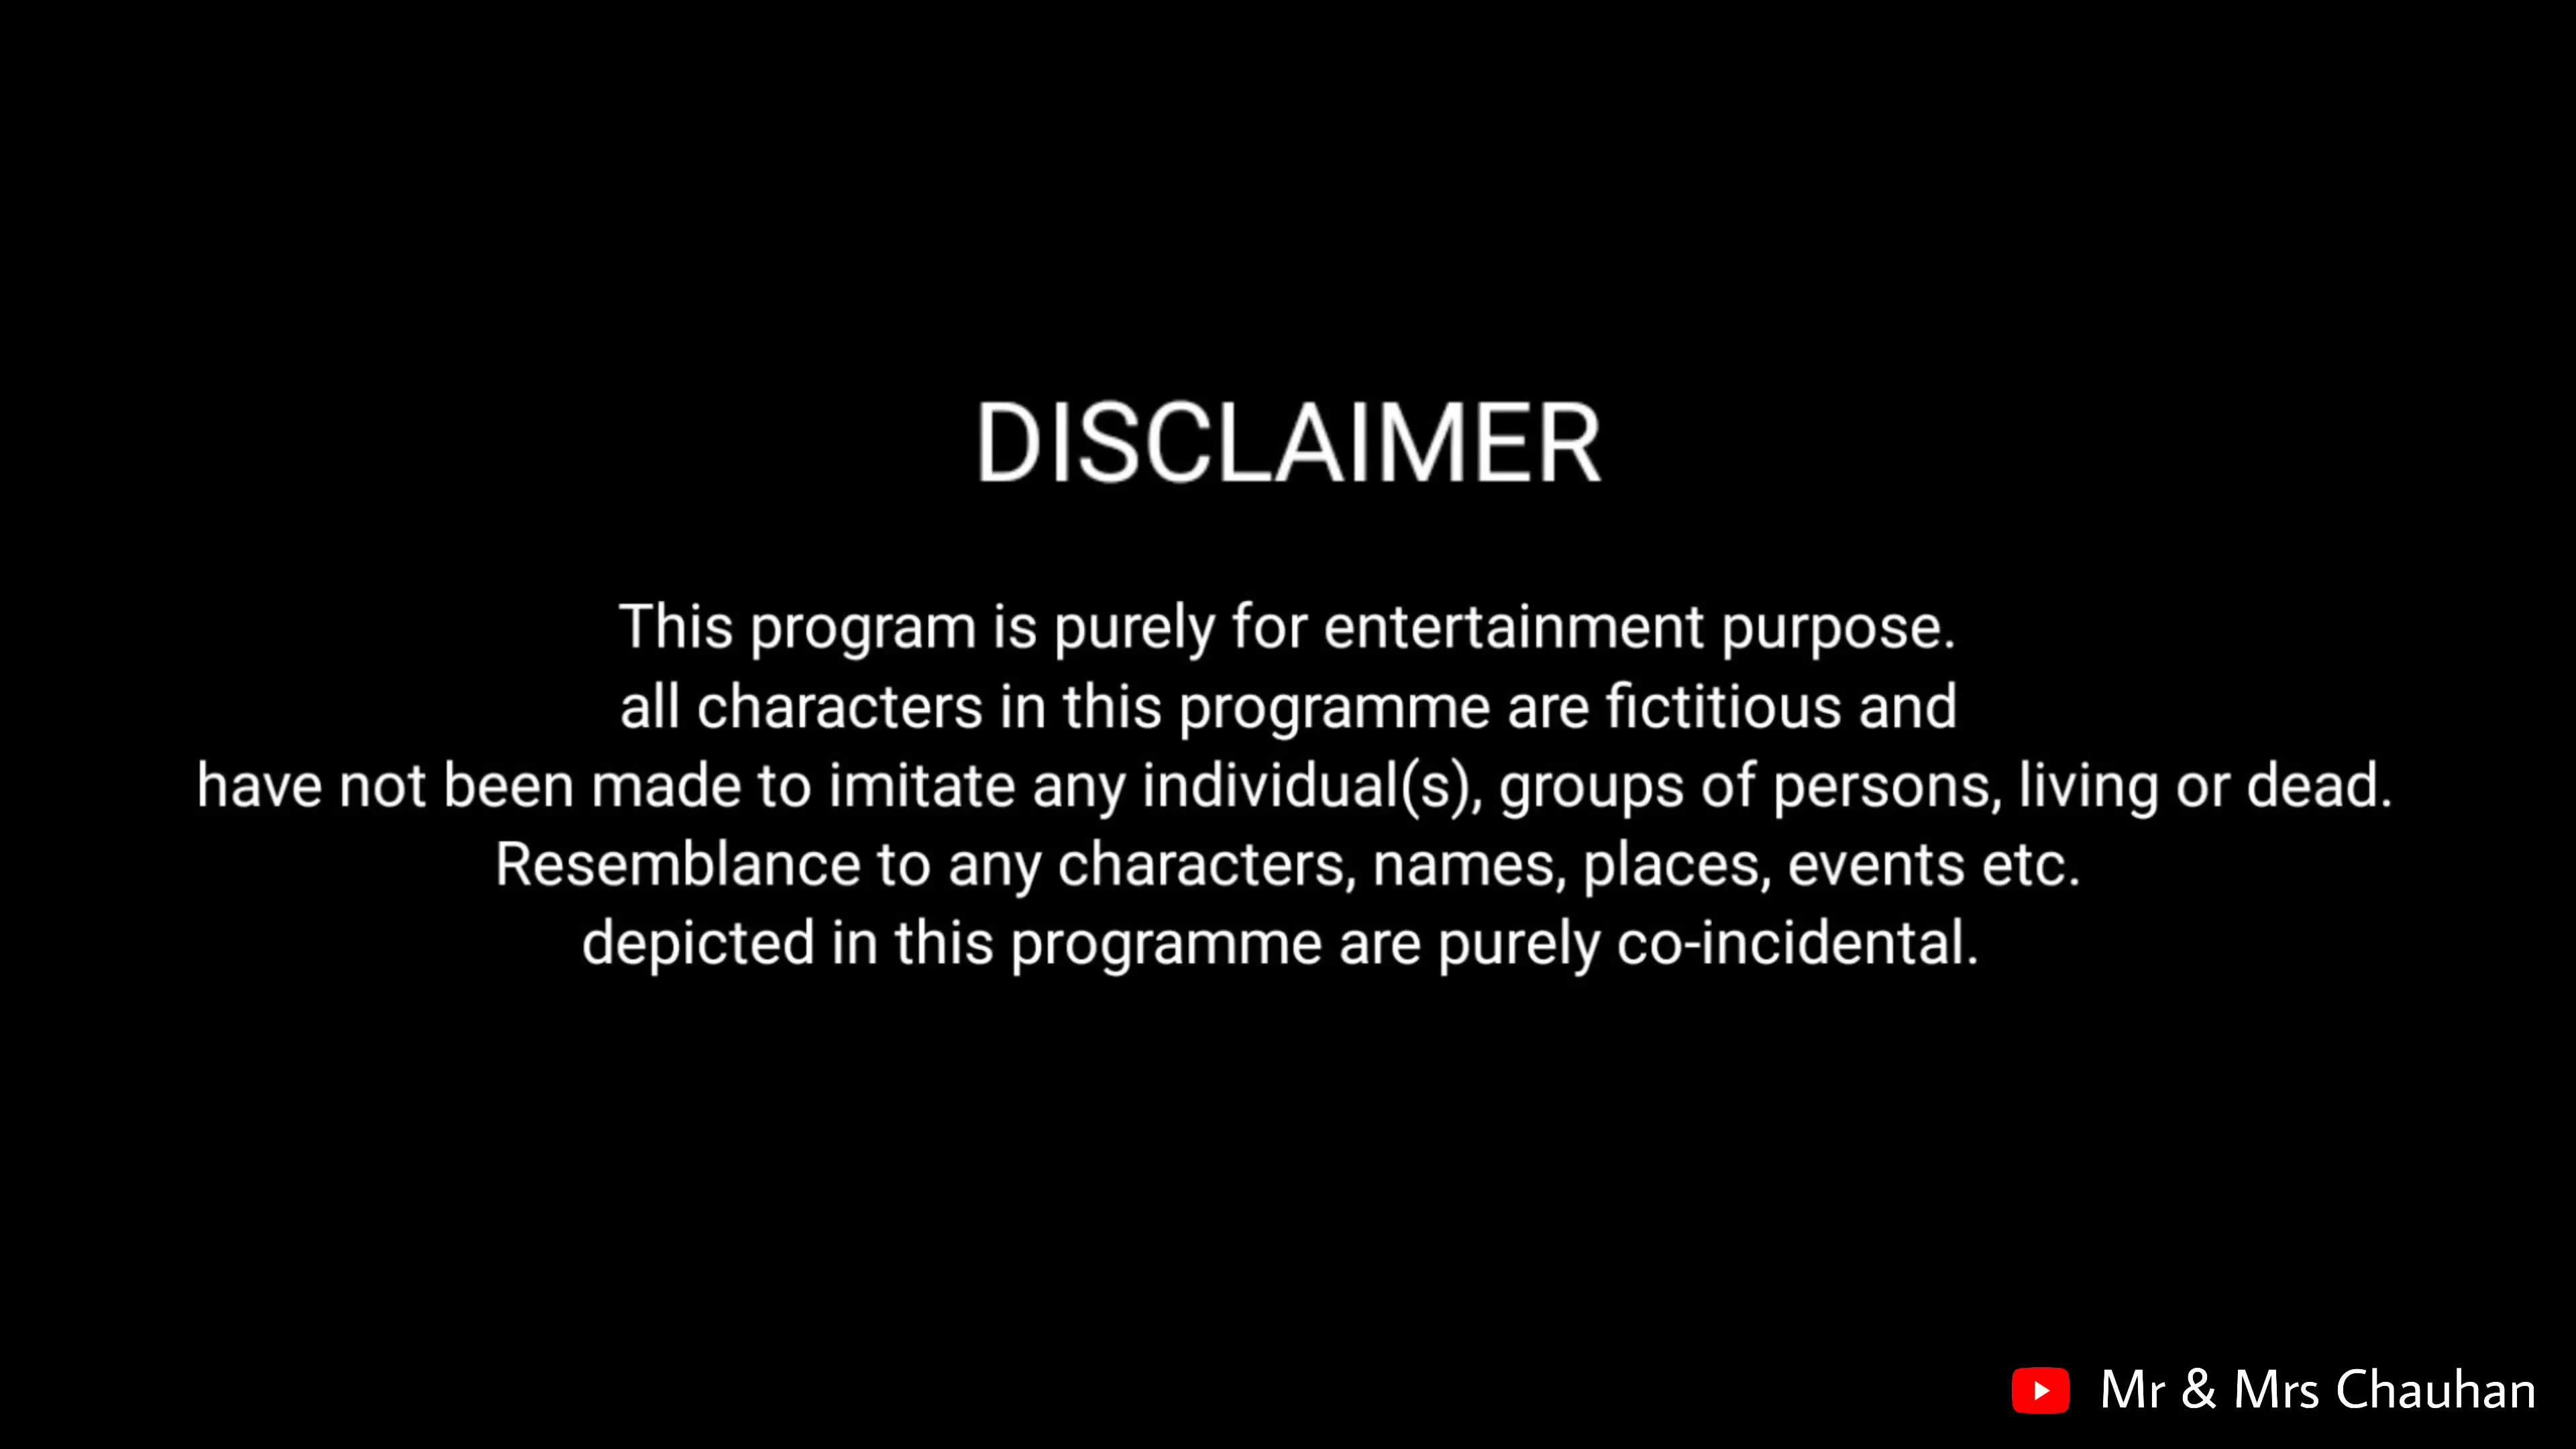 DISCLAIMER
This program is purely for entertainment purpose.
all characters in this programme are fictitious and
have not been made to imitate any individual(s), groups of persons, living or dead.
Resemblance to any characters, names, places, events etc.
depicted in this programme are purely co-incidental.
Mr & Mrs Chauhan